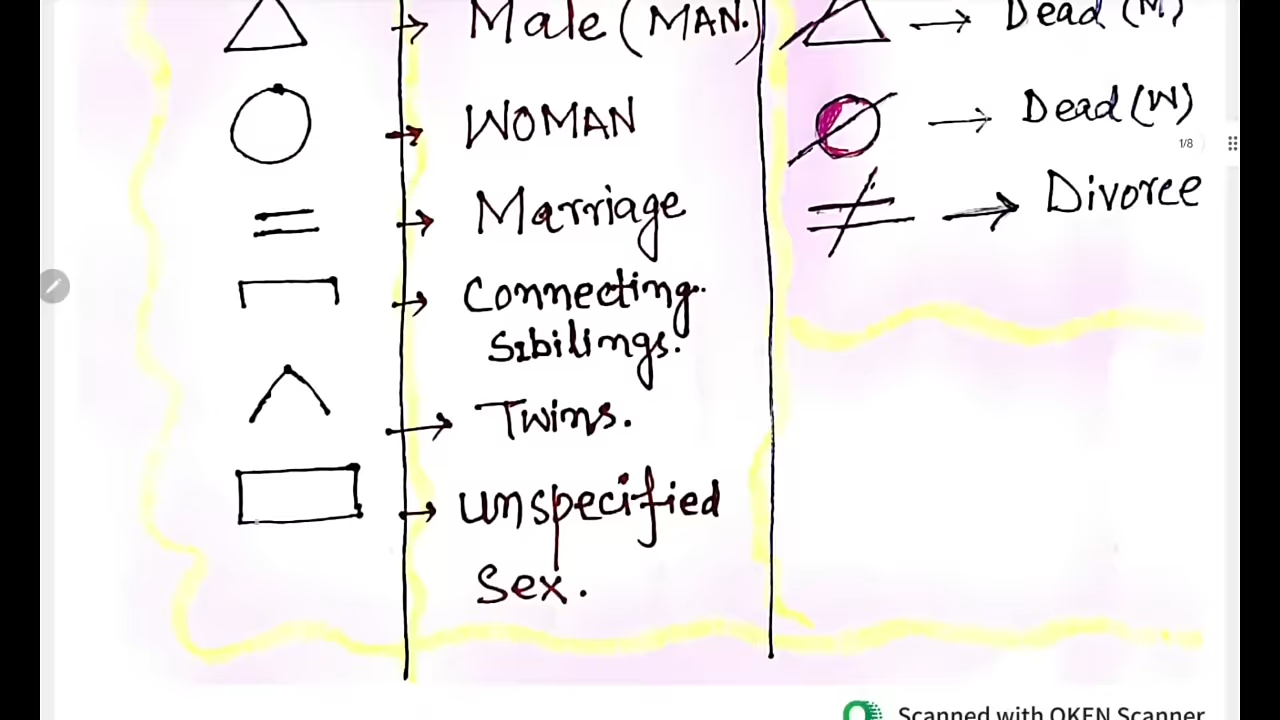 → Male (MAN.)
→ WOMAN
= → Marriage
→ Connecting
Sibilings.
→ Twins.
→ unspecified
Sex.
→ Dead (M)
→ Dead (W)
1/8
≠ → Divorce
Scanned with OKEN Scanner